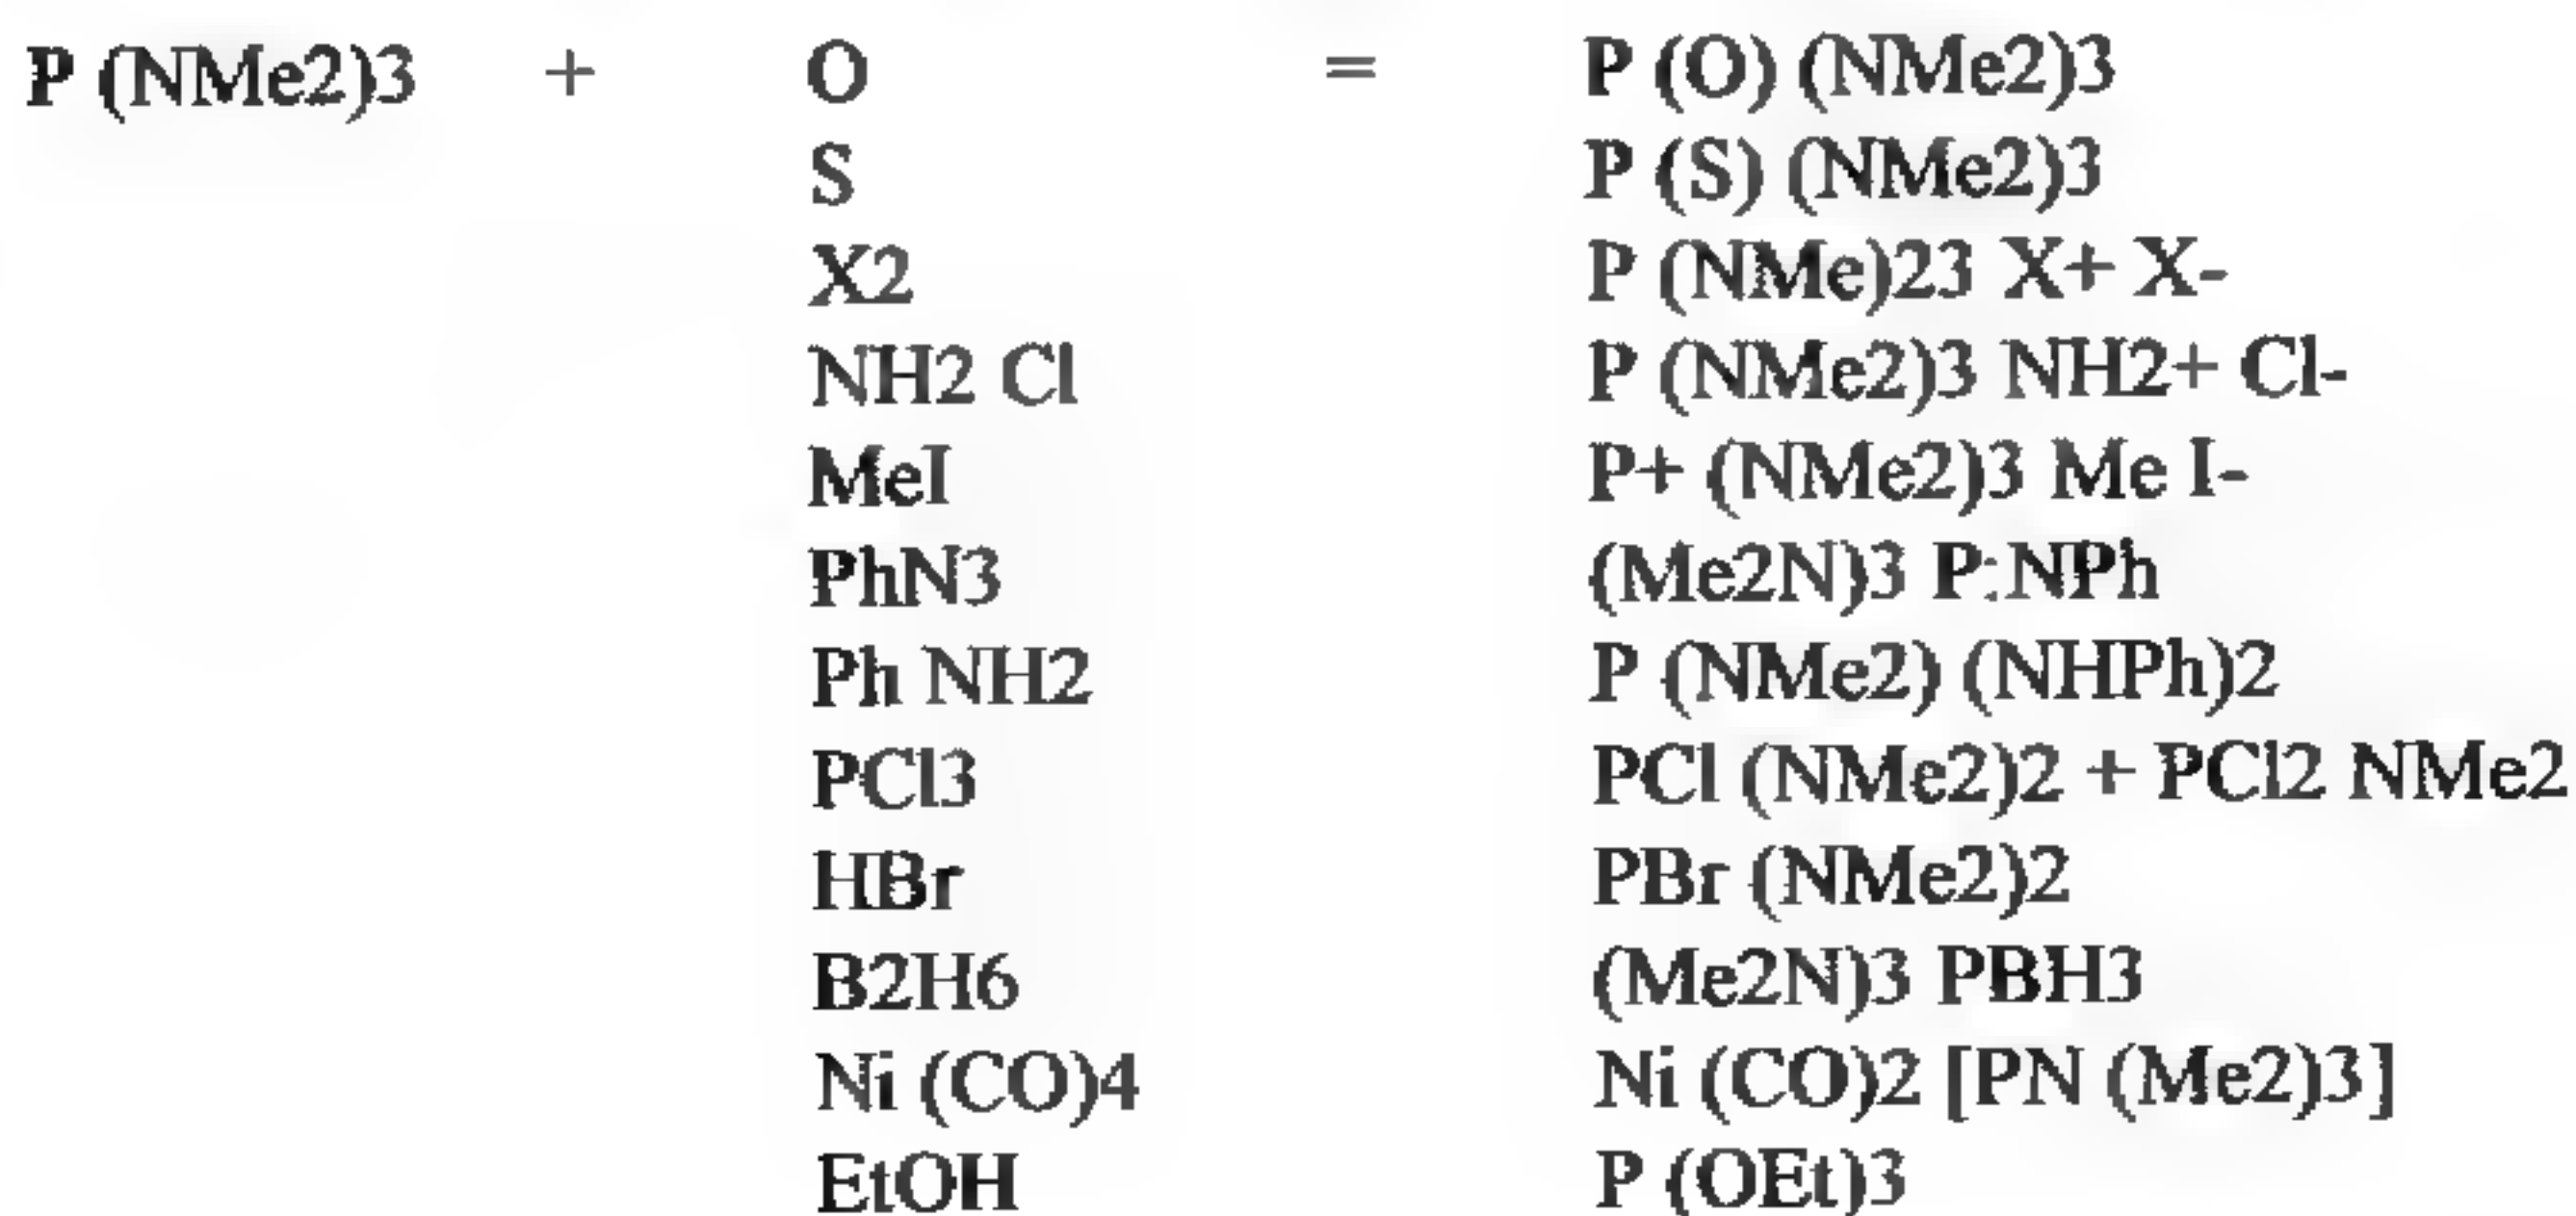 P (NMe2)3 + O = P (O) (NMe2)3
S P (S) (NMe2)3
X2 P (NMe)23 X+ X-
NH2 Cl P (NMe2)3 NH2+ Cl-
MeI P+ (NMe2)3 Me I-
PhN3 (Me2N)3 P:NPh
Ph NH2 P (NMe2) (NHPh)2
PCl3 PCl (NMe2)2 + PCl2 NMe2
HBr PBr (NMe2)2
B2H6 (Me2N)3 PBH3
Ni (CO)4 Ni (CO)2 [PN (Me2)3]
EtOH P (OEt)3